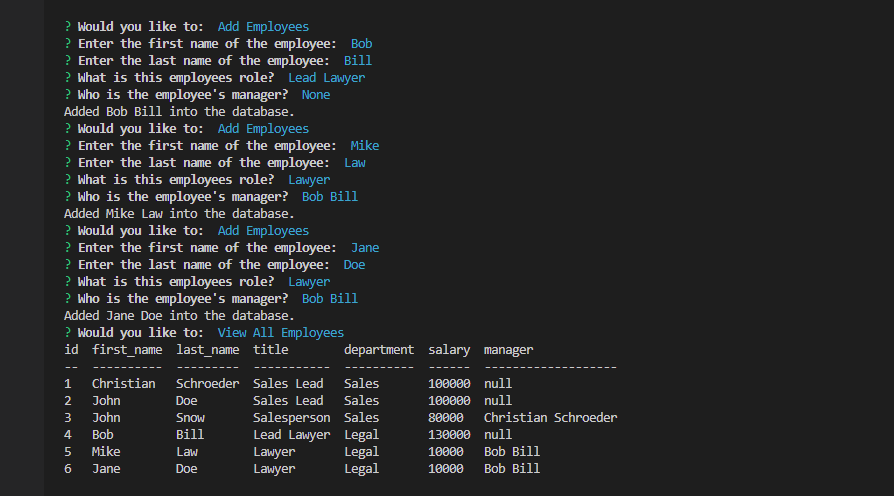 ? Would you like to:  Add Employees
? Enter the first name of the employee:  Bob
? Enter the last name of the employee:  Bill
? What is this employees role?  Lead Lawyer
? Who is the employee's manager?  None
Added Bob Bill into the database.
? Would you like to:  Add Employees
? Enter the first name of the employee:  Mike
? Enter the last name of the employee:  Law
? What is this employees role?  Lawyer
? Who is the employee's manager?  Bob Bill
Added Mike Law into the database.
? Would you like to:  Add Employees
? Enter the first name of the employee:  Jane
? Enter the last name of the employee:  Doe
? What is this employees role?  Lawyer
? Who is the employee's manager?  Bob Bill
Added Jane Doe into the database.
? Would you like to:  View All Employees
id  first_name  last_name  title        department  salary  manager
--  ----------  ---------  -----------  ----------  ------  -------------------
1   Christian   Schroeder  Sales Lead   Sales       100000  null
2   John        Doe        Sales Lead   Sales       100000  null
3   John        Snow       Salesperson  Sales       80000   Christian Schroeder
4   Bob         Bill       Lead Lawyer  Legal       130000  null
5   Mike        Law        Lawyer       Legal       10000   Bob Bill
6   Jane        Doe        Lawyer       Legal       10000   Bob Bill